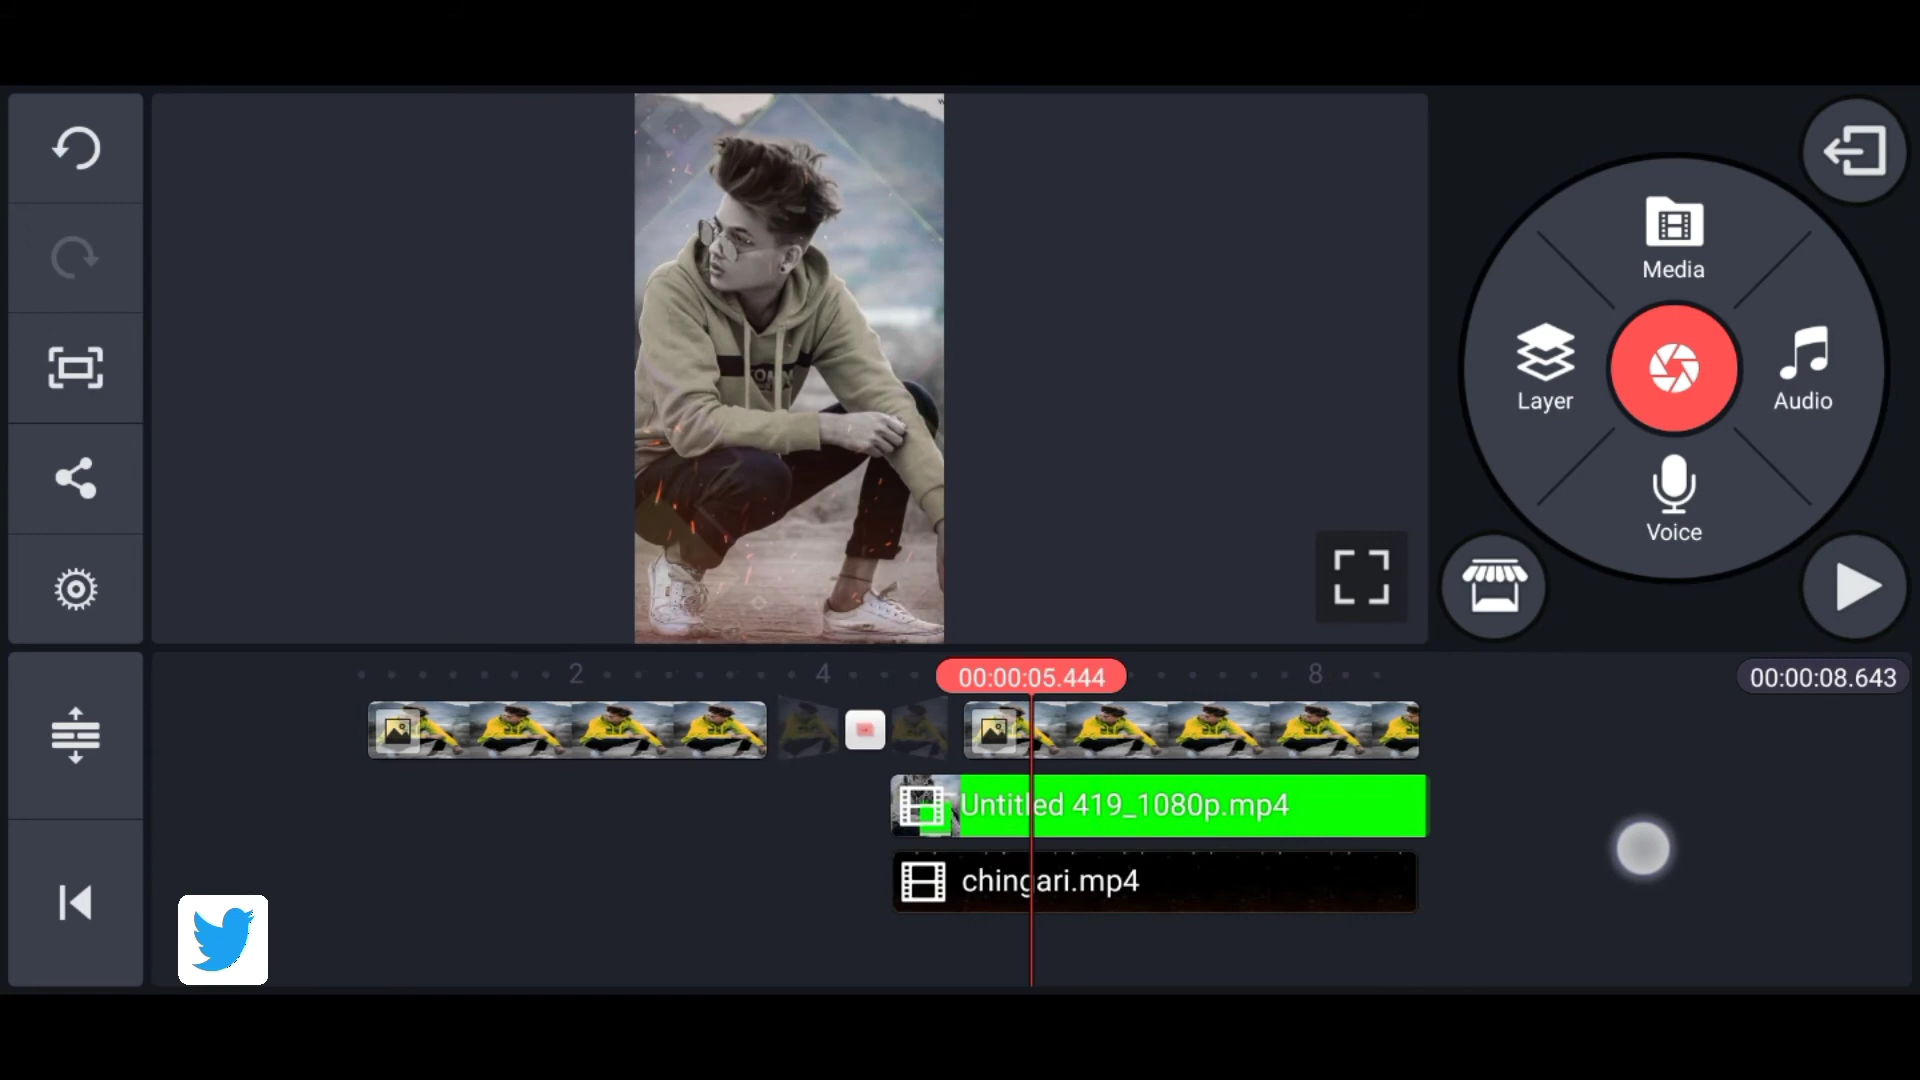 Media
Layer
Audio
Voice
2
4
00:00:05.444
8
00:00:08.643
Untitled 419_1080p.mp4
chingari.mp4